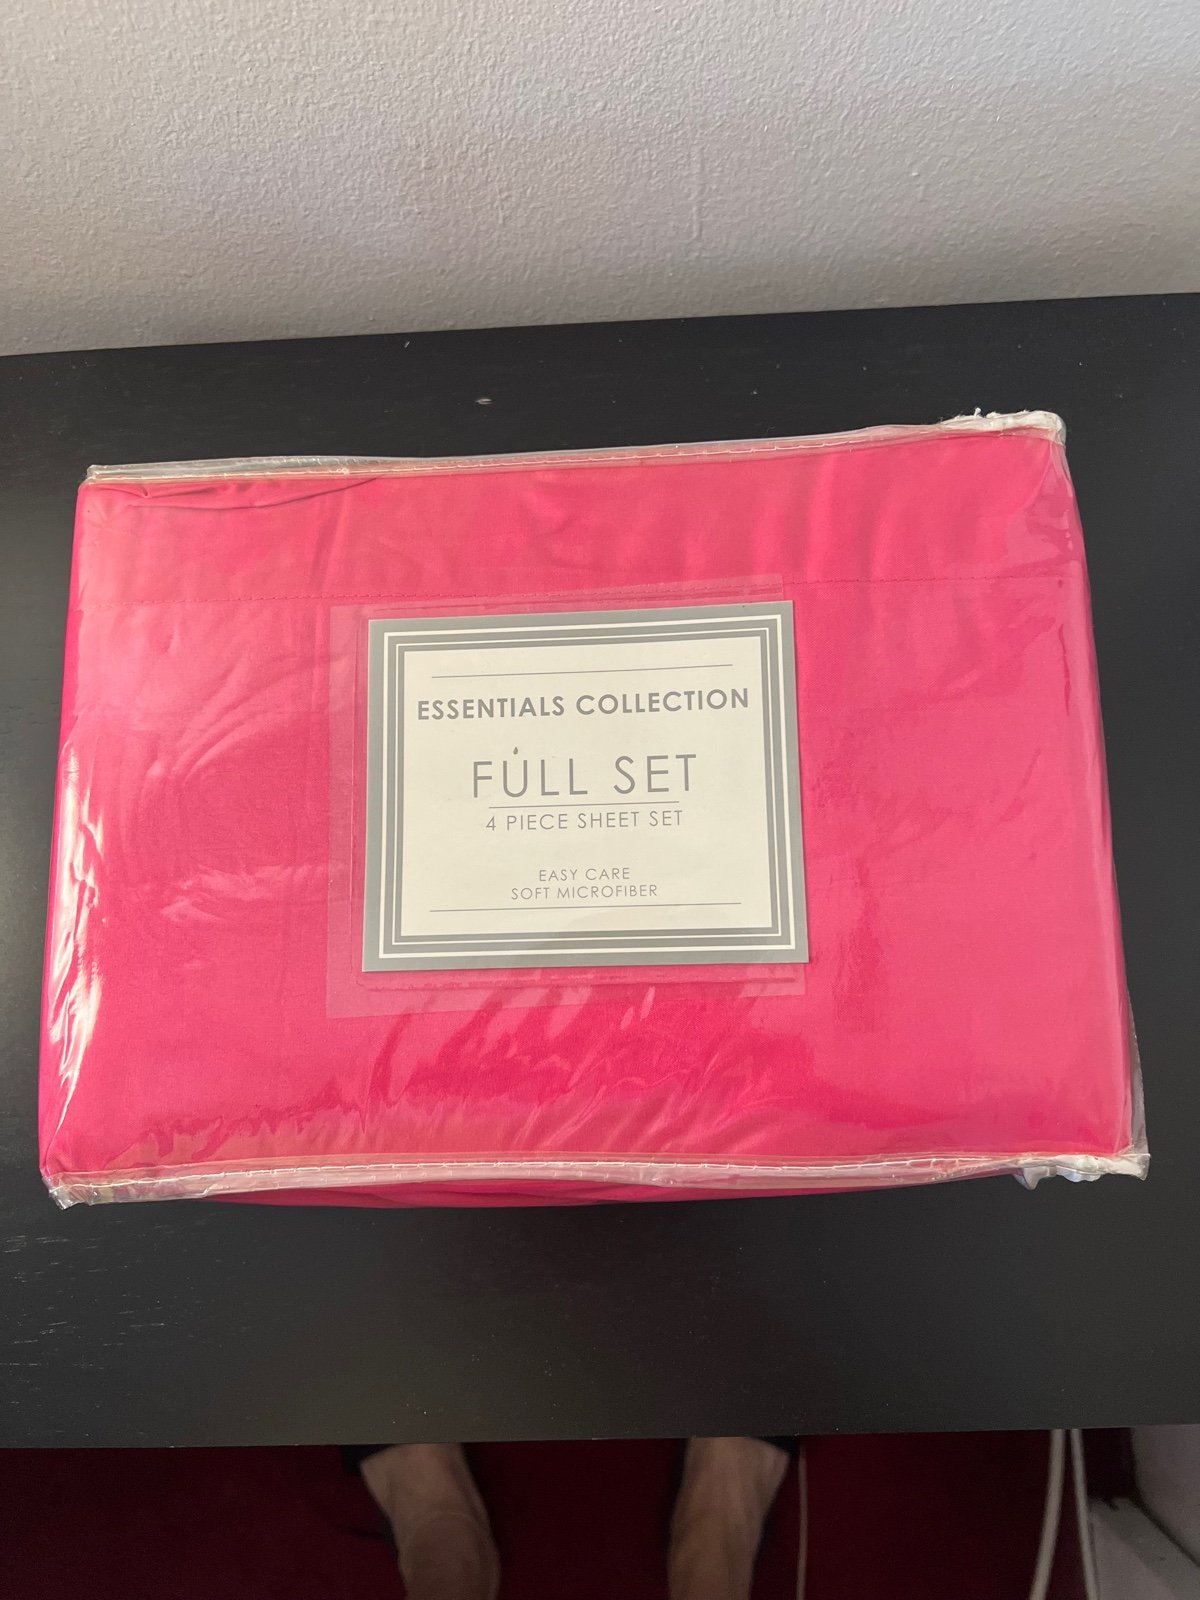 ESSENTIALS COLLECTION
FULL SET
4 PIECE SHEET SET
EASY CARE
SOFT MICROFIBER